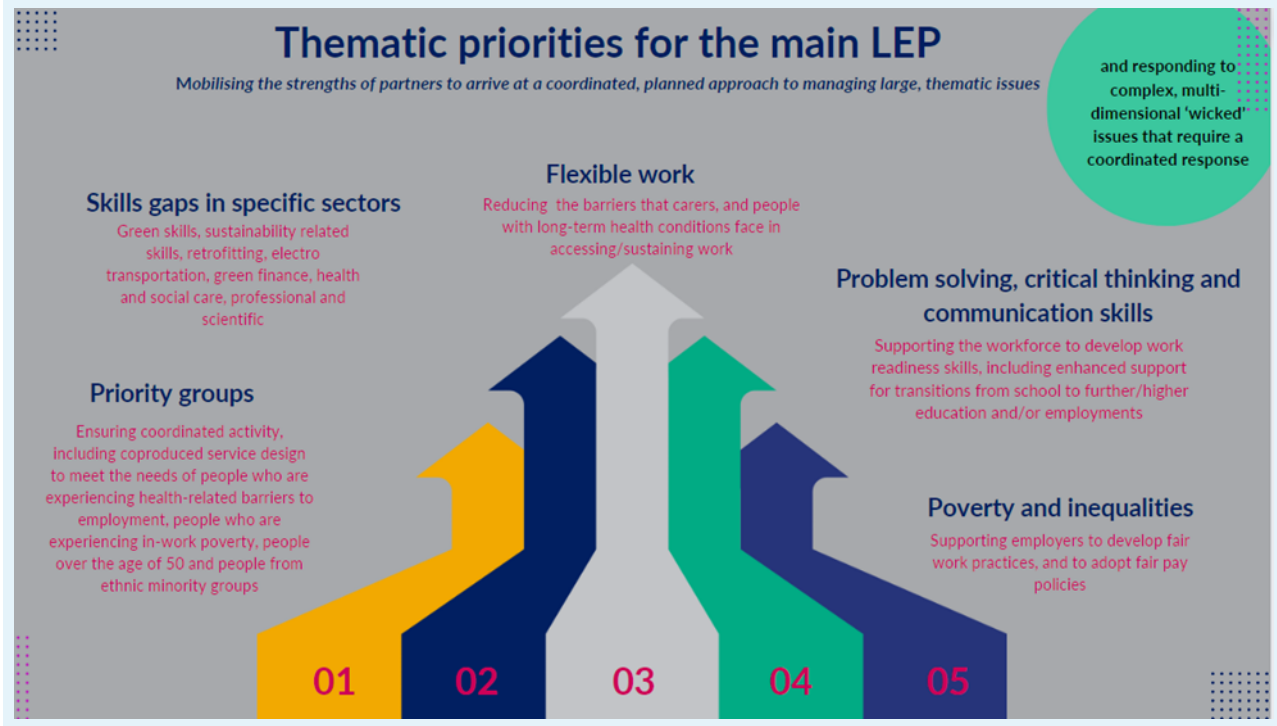 Thematic priorities for the main LEP
Mobilising the strengths of partners to arrive at a coordinated, planned approach to managing large, thematic issues
and responding to
complex, multi-
dimensional ‘wicked’
issues that require a
coordinated response
Priority groups
Ensuring coordinated activity,
including coproduced service design
to meet the needs of people who are
experiencing health-related barriers to
employment, people who are
experiencing in-work poverty, people
over the age of 50 and people from
ethnic minority groups
Skills gaps in specific sectors
Green skills, sustainability related
skills, retrofitting, electro
transportation, green finance, health
and social care, professional and
scientific
Flexible work
Reducing the barriers that carers, and people
with long-term health conditions face in
accessing/sustaining work
Problem solving, critical thinking and
communication skills
Supporting the workforce to develop work
readiness skills, including enhanced support
for transitions from school to further/higher
education and/or employments
Poverty and inequalities
Supporting employers to develop fair
work practices, and to adopt fair pay
policies
01
02
03
04
05